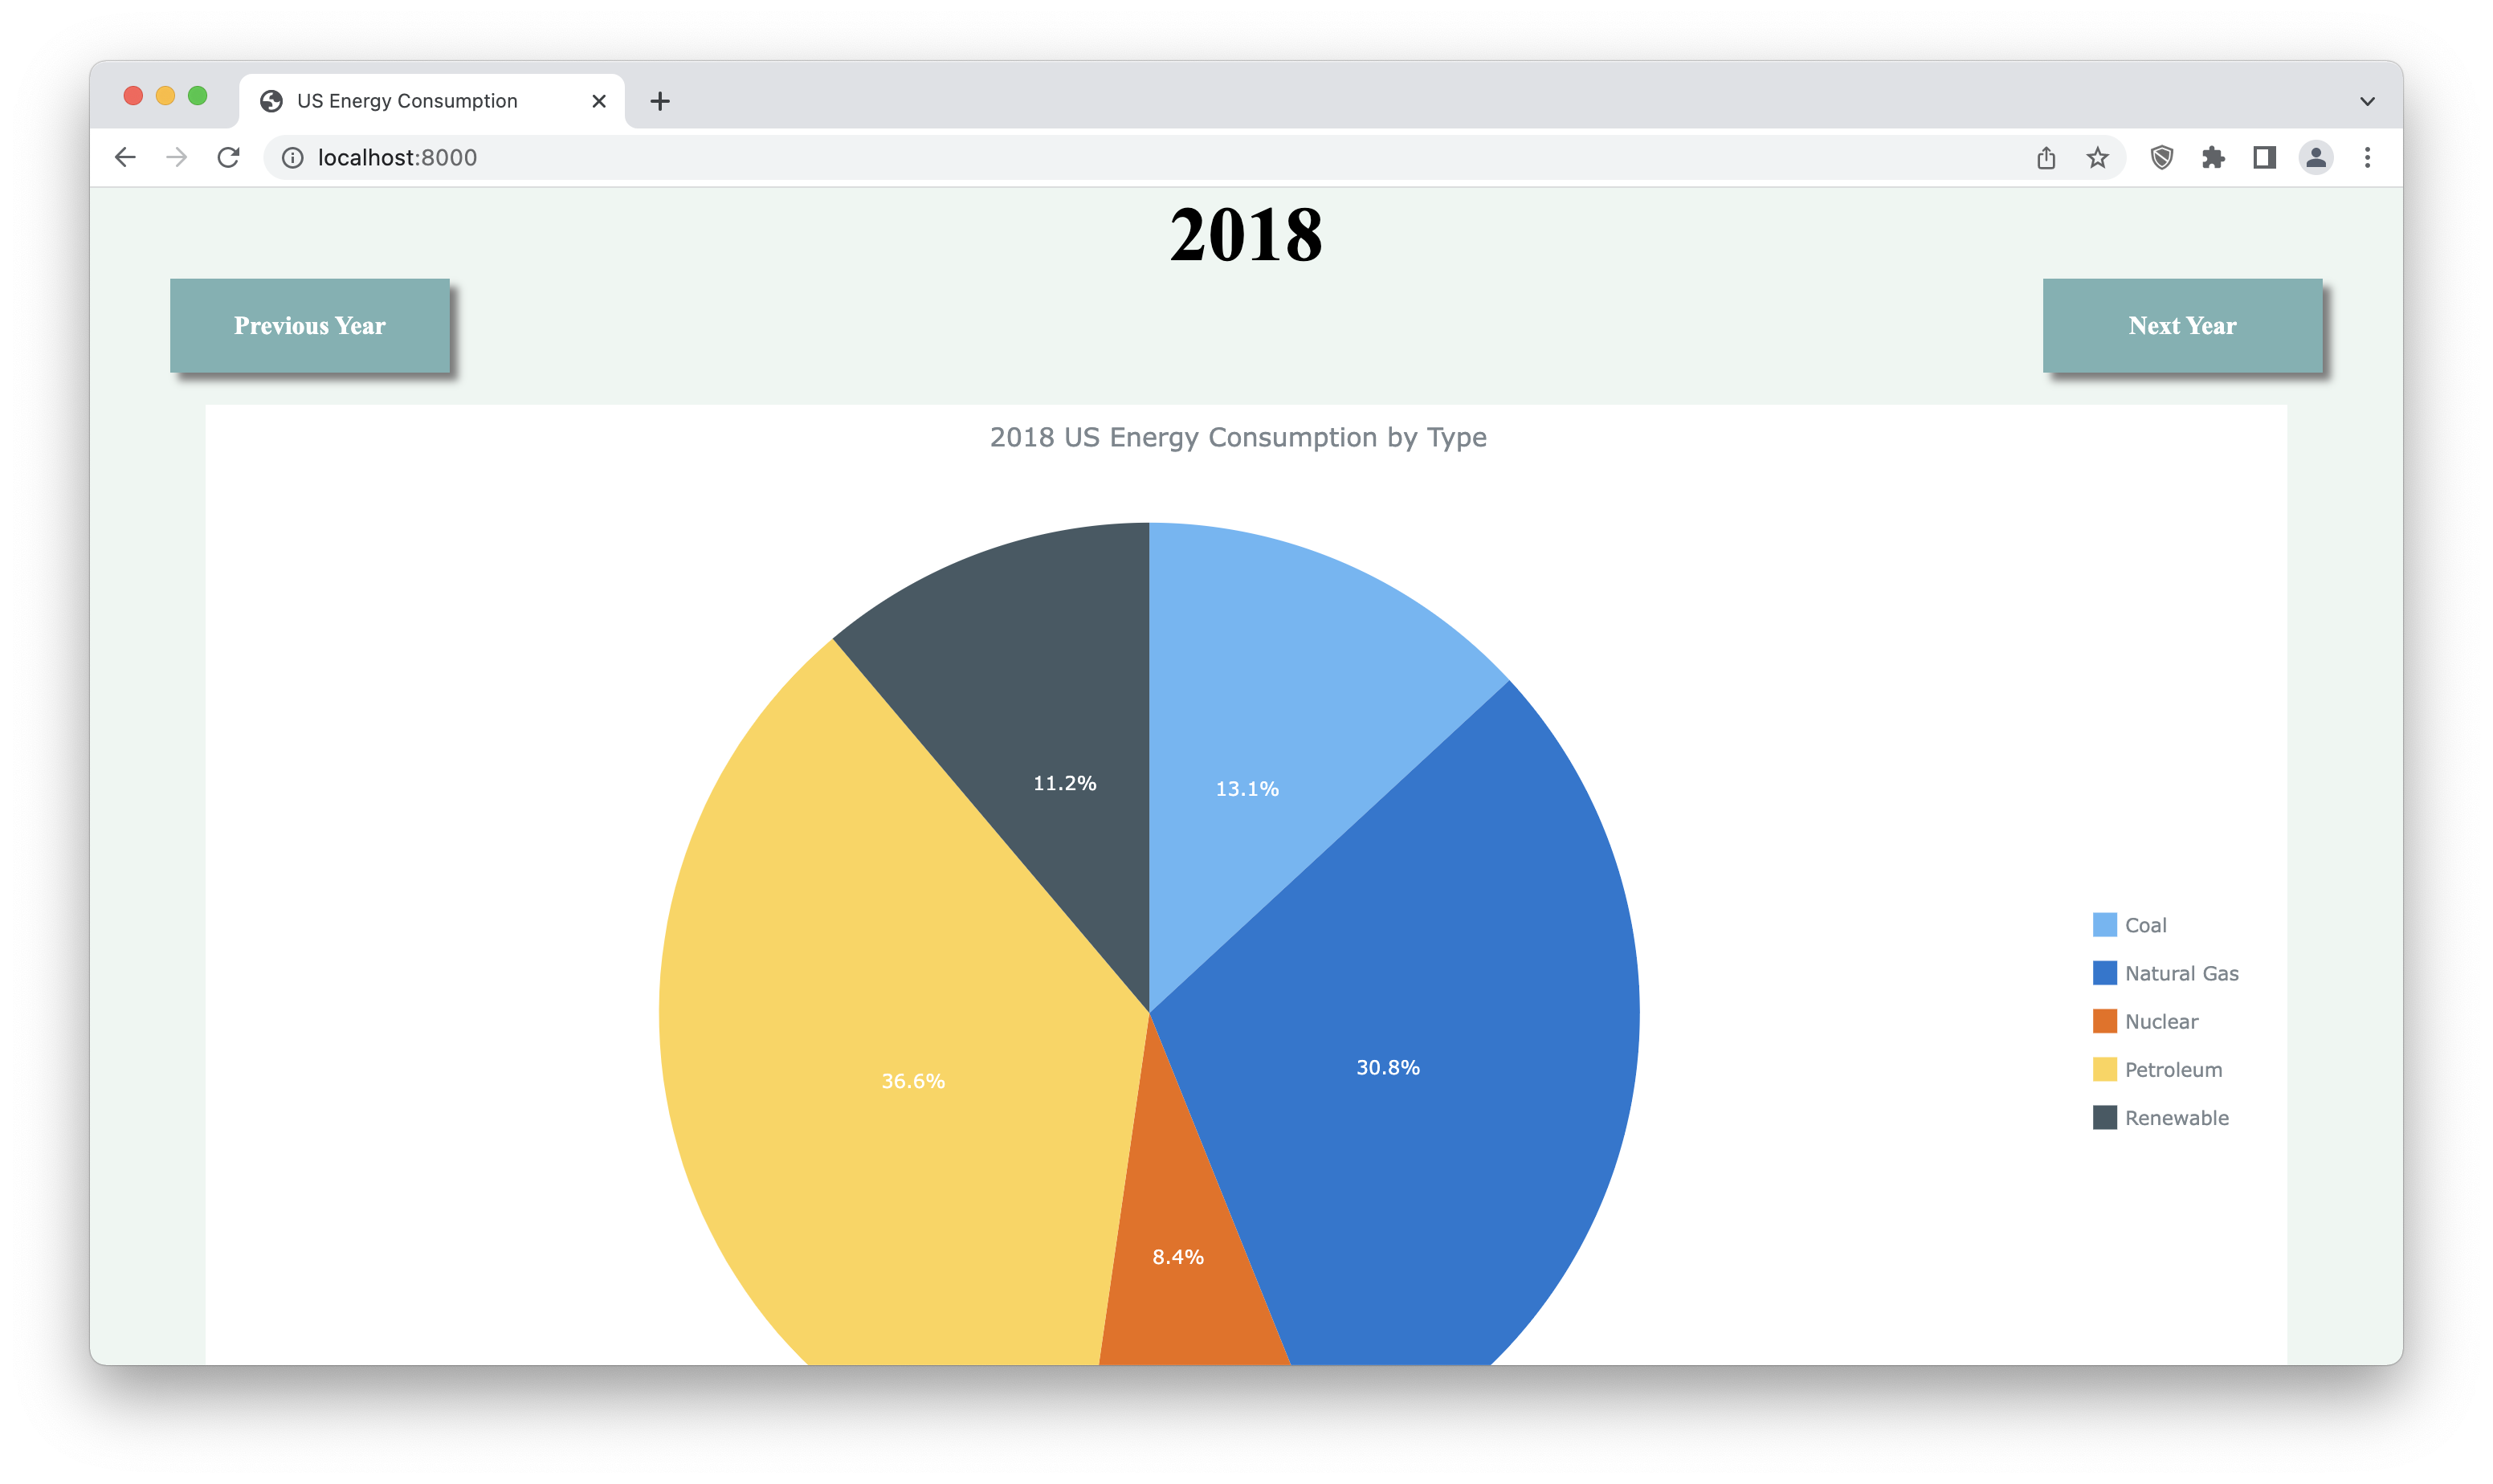 US Energy Consumption
localhost:8000
2018
Previous Year
Next Year
2018 US Energy Consumption by Type
11.2%
13.1%
36.6%
30.8%
8.4%
Coal
Natural Gas
Nuclear
Petroleum
Renewable